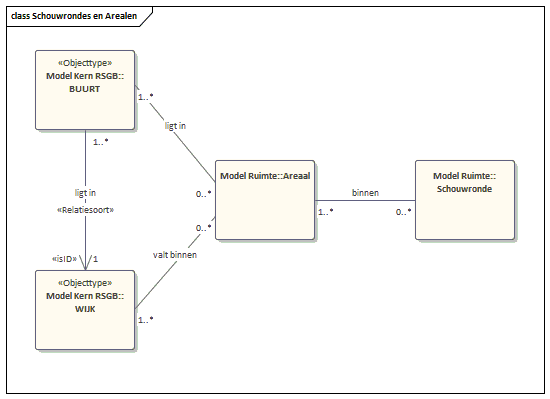 class Schouwrondes en Arealen
«Objecttype»
Model Kern RSGB::
BUURT
1..*
ligt in
0..*
1..*
ligt in
«Relatiesoort»
«isID»
1
Model Ruimte::Areaal
binnen
1..*
0..*
Model Ruimte::
Schouwronde
0..*
valt binnen
1..*
«Objecttype»
Model Kern RSGB::
WIJK